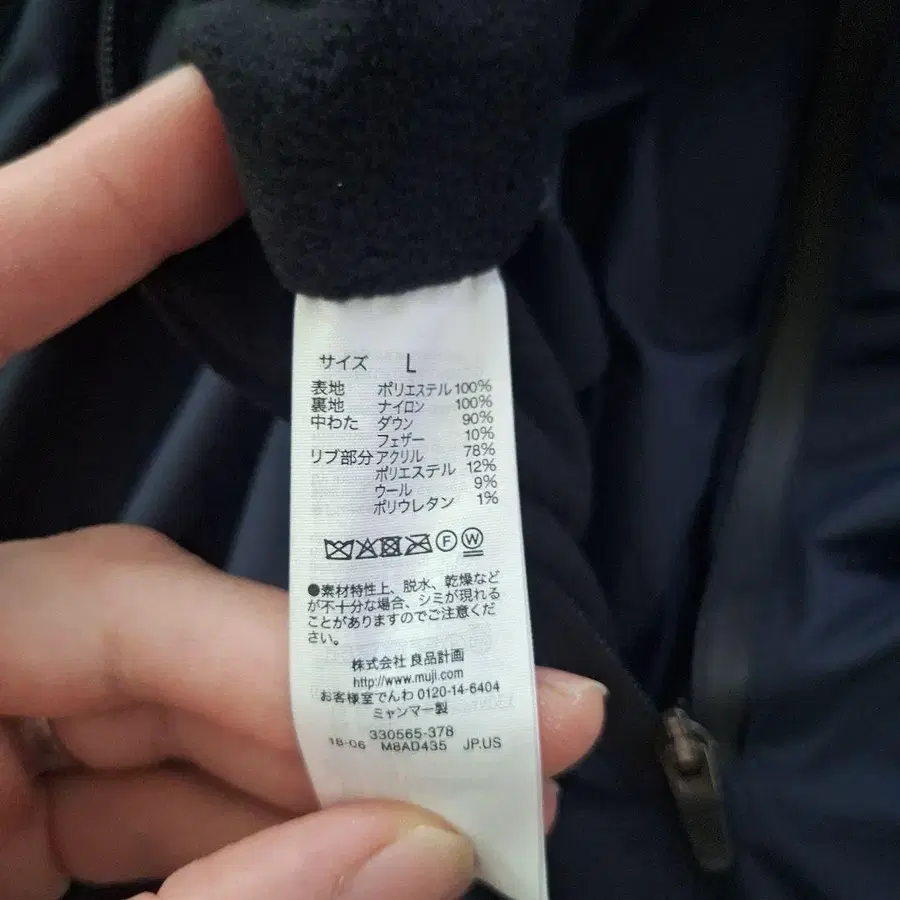 サイズ L
表地 ポリエステル 100%
裏地 ナイロン 100%
中わた ダウン 90%
フェザー 10%
リブ部分 アクリル 78%
ポリエステル 12%
ウール 9%
ポリウレタン 1%
F W
●素材特性上、脱水、乾燥など
が不十分な場合、シミが現れる
ことがありますのでご注意くだ
さい。
株式会社 良品計画
http://www.muji.com
お客様室でんわ 0120-14-6404
ミャンマー製
330565-378
18-06 M8AD435 JP.US